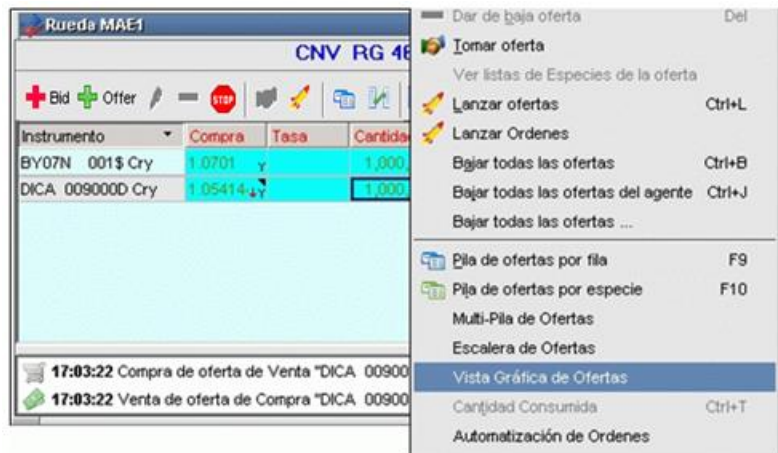 Rueda MAE1
CNV RG 46
Bid Offer STOP
Instrumento Compra Tasa Cantida
BY07N 001$ Cry 1.0701 1,000,
DICA 009000D Cry 1.05414 1,000,
17:03:22 Compra de oferta de Venta "DICA 00900
17:03:22 Venta de oferta de Compra "DICA 00900
Dar de baja oferta Del
Tomar oferta
Ver listas de Especies de la oferta
Lanzar ofertas Ctrl+L
Lanzar Ordenes
Bajar todas las ofertas Ctrl+B
Bajar todas las ofertas del agente Ctrl+J
Bajar todas las ofertas ...
Pila de ofertas por fila F9
Pila de ofertas por especie F10
Multi-Pila de Ofertas
Escalera de Ofertas
Vista Gráfica de Ofertas
Cantidad Consumida Ctrl+T
Automatización de Ordenes